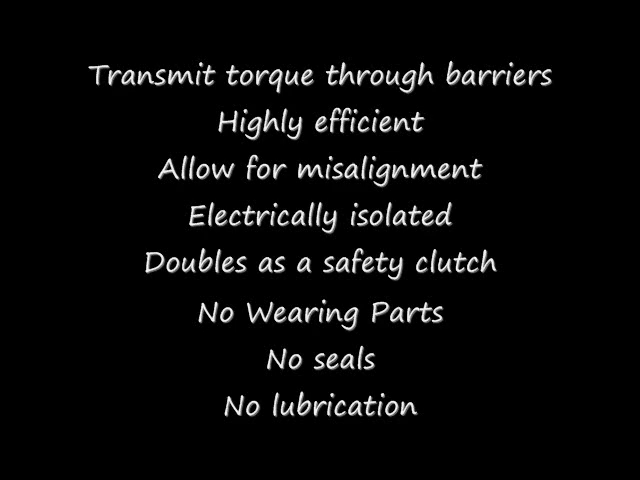 Transmit torque through barriers
Highly efficient
Allow for misalignment
Electrically isolated
Doubles as a safety clutch
No Wearing Parts
No seals
No lubrication